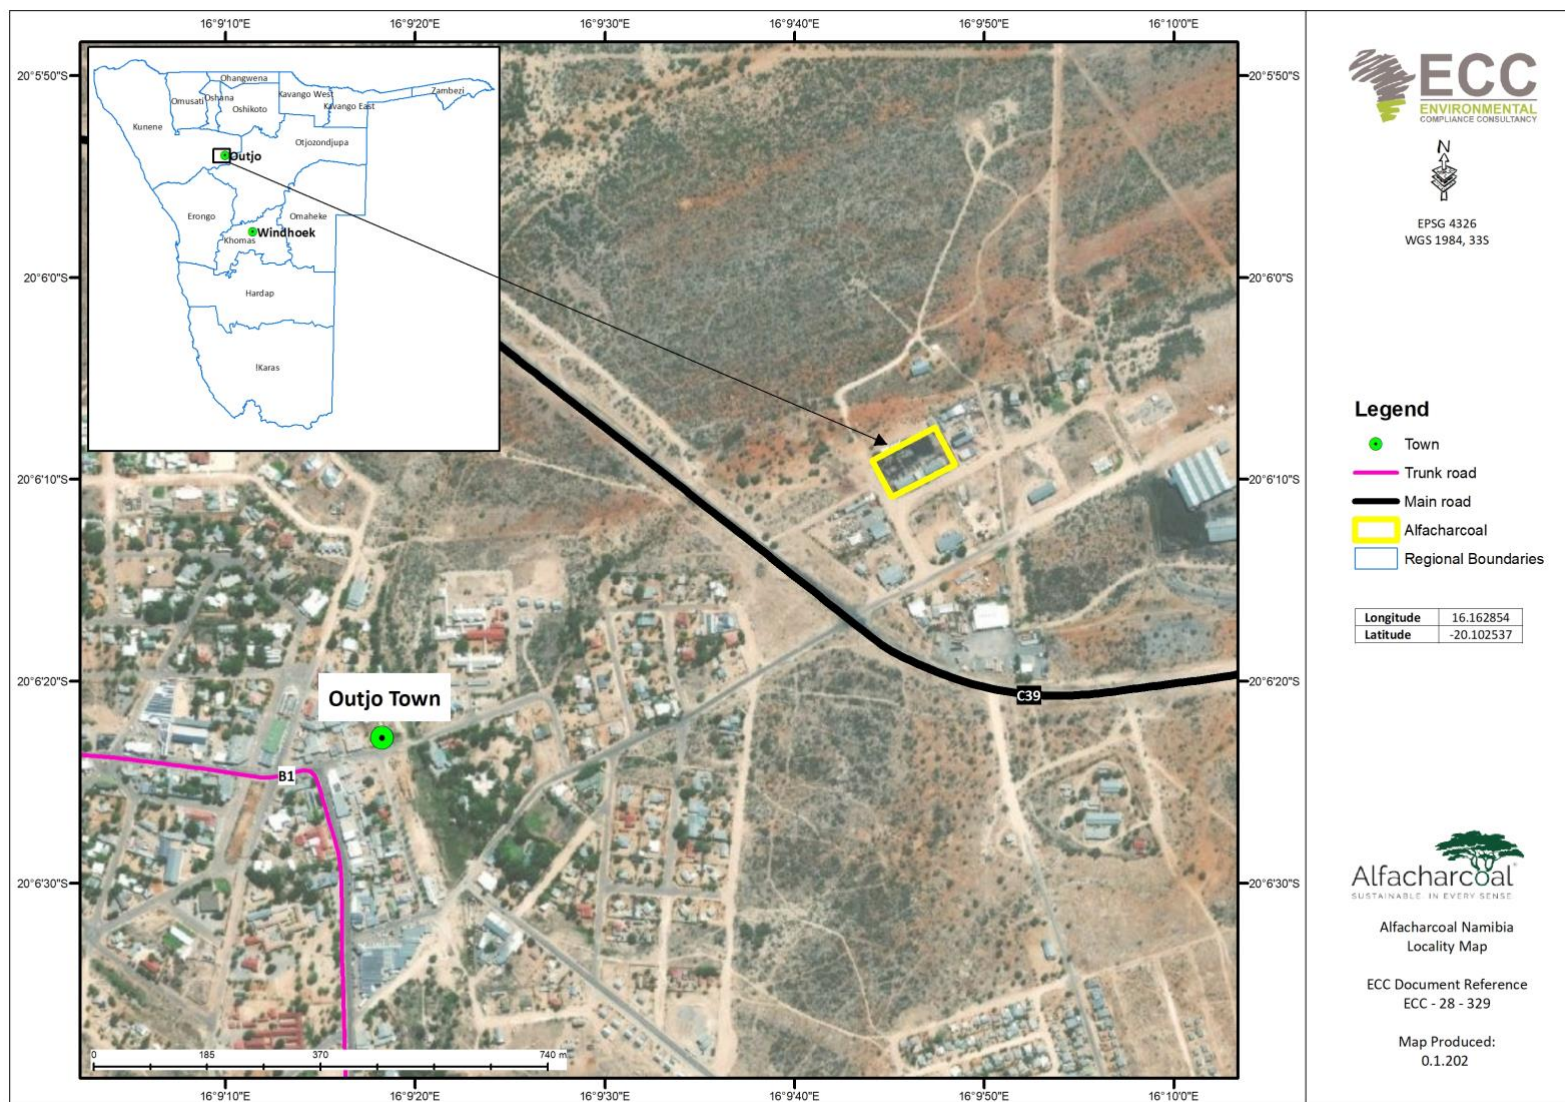 16°9'10"E
16°9'20"E
16°9'30"E
16°9'40"E
16°9'50"E
16°10'0"E
20°5'50"S
20°5'50"S
Ohangwena
Omusati
Oshana
Oshikoto
Kavango West
Kavango East
Zambezi
Kunene
Otjozondjupa
Outjo
Erongo
Omaheke
Khomas
Windhoek
Hardap
!Karas
20°6'0"S
20°6'0"S
20°6'10"S
20°6'10"S
20°6'20"S
20°6'20"S
C39
Outjo Town
B1
20°6'30"S
20°6'30"S
0 185 370 740 m
16°9'10"E
16°9'20"E
16°9'30"E
16°9'40"E
16°9'50"E
16°10'0"E
ECC
ENVIRONMENTAL
COMPLIANCE CONSULTANCY
N
EPSG 4326
WGS 1984, 33S
Legend
Town
Trunk road
Main road
Alfacharcoal
Regional Boundaries
Longitude 16.162854
Latitude -20.102537
Alfacharcoal
SUSTAINABLE IN EVERY SENSE
Alfacharcoal Namibia
Locality Map
ECC Document Reference
ECC - 28 - 329
Map Produced:
0.1.202